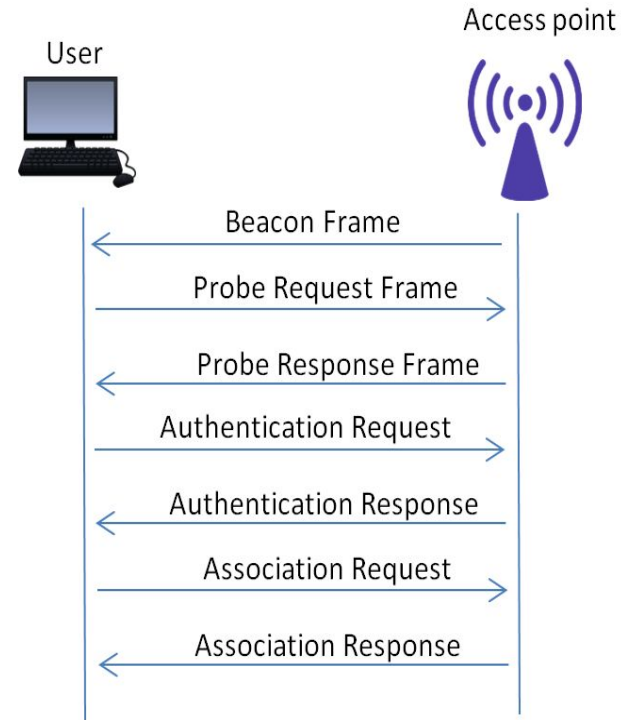 Access point
User
Beacon Frame
Probe Request Frame
Probe Response Frame
Authentication Request
Authentication Response
Association Request
Association Response